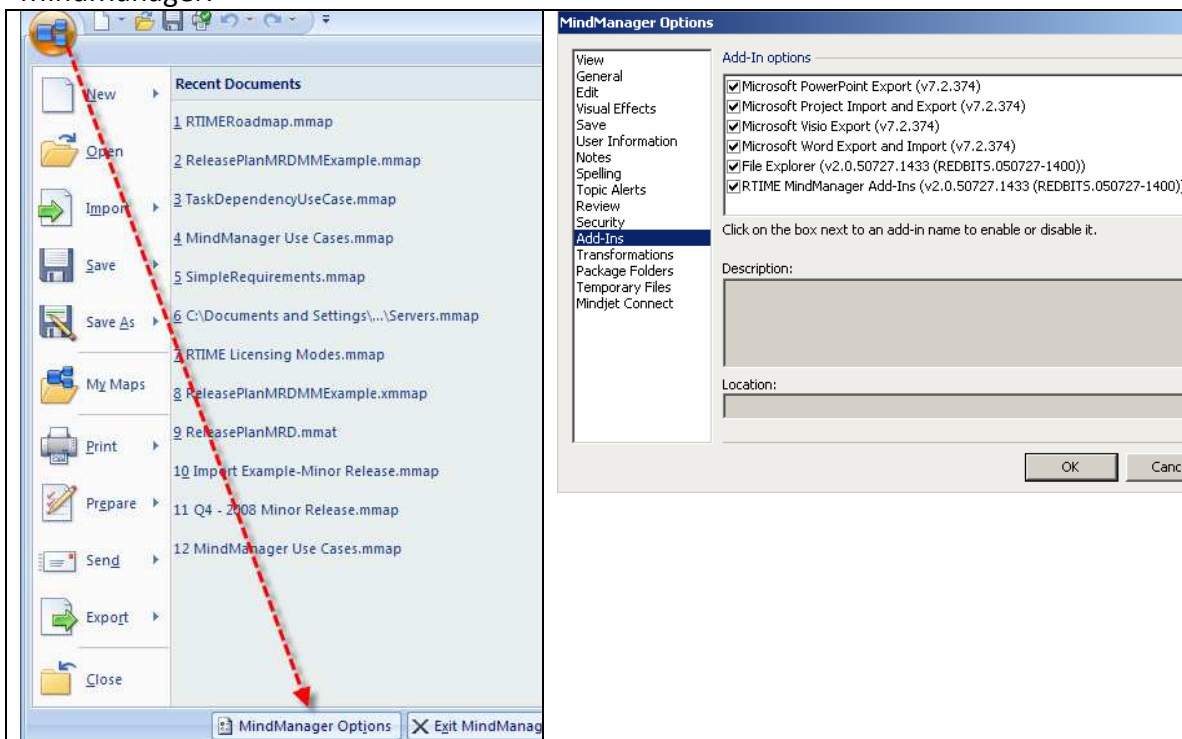 MindManager.
New
Open
Import
Save
Save As
My Maps
Print
Prepare
Send
Export
Close
Recent Documents
1 RTIMERoadmap.mmap
2 ReleasePlanMRDMMExample.mmap
3 TaskDependencyUseCase.mmap
4 MindManager Use Cases.mmap
5 SimpleRequirements.mmap
6 C:\Documents and Settings\...\Servers.mmap
7 RTIME Licensing Modes.mmap
8 ReleasePlanMRDMMExample.xmmap
9 ReleasePlanMRD.mmat
10 Import Example-Minor Release.mmap
11 Q4 - 2008 Minor Release.mmap
12 MindManager Use Cases.mmap
MindManager Options
Exit MindManag
MindManager Options
View
General
Edit
Visual Effects
Save
User Information
Notes
Spelling
Topic Alerts
Review
Security
Add-Ins
Transformations
Package Folders
Temporary Files
Mindjet Connect
Add-In options
Microsoft PowerPoint Export (v7.2.374)
Microsoft Project Import and Export (v7.2.374)
Microsoft Visio Export (v7.2.374)
Microsoft Word Export and Import (v7.2.374)
File Explorer (v2.0.50727.1433 (REDBITS.050727-1400))
RTIME MindManager Add-Ins (v2.0.50727.1433 (REDBITS.050727-1400))
Click on the box next to an add-in name to enable or disable it.
Description:
Location:
OK
Canc